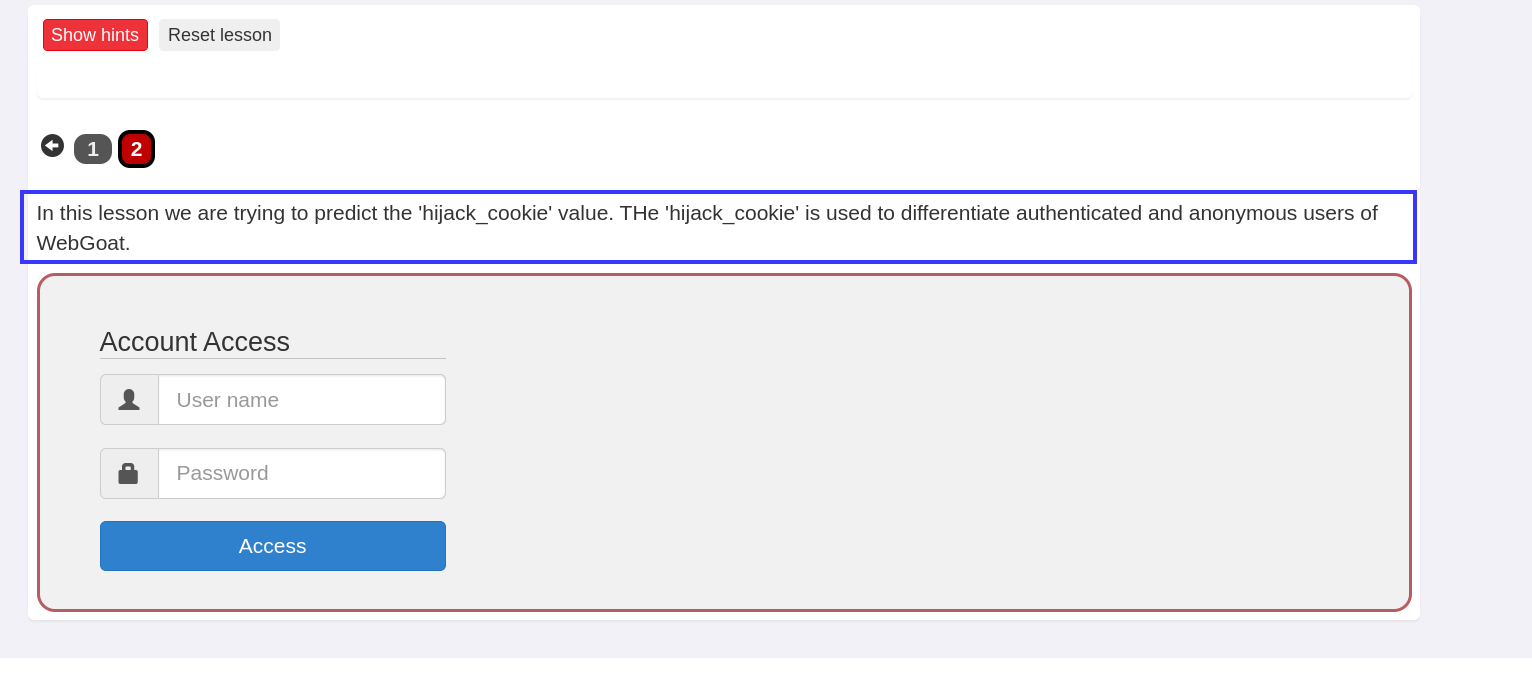 Show hints Reset lesson
1 2
In this lesson we are trying to predict the 'hijack_cookie' value. THe 'hijack_cookie' is used to differentiate authenticated and anonymous users of
WebGoat.
Account Access
User name
Password
Access